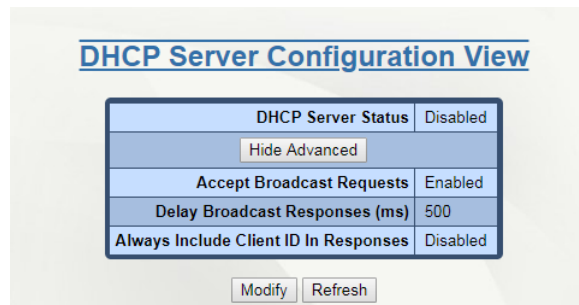 DHCP Server Configuration View
DHCP Server Status Disabled
Hide Advanced
Accept Broadcast Requests Enabled
Delay Broadcast Responses (ms) 500
Always Include Client ID In Responses Disabled
Modify Refresh